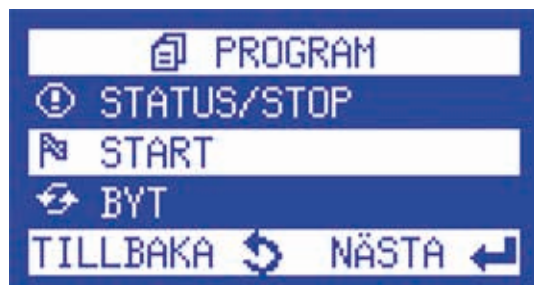 PROGRAM
STATUS/STOP
START
BYT
TILLBAKA NÄSTA